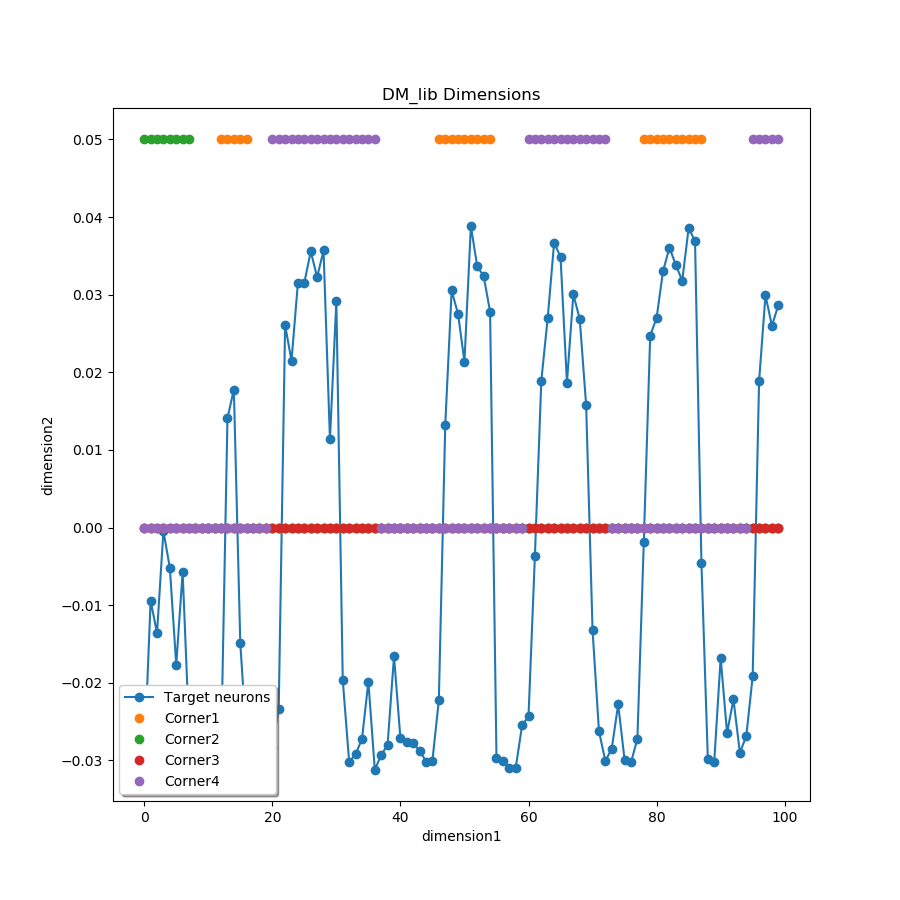 DM_lib Dimensions
0.05
0.04
0.03
0.02
0.01
0.00
−0.01
−0.02
−0.03
dimension2
Target neurons
Corner1
Corner2
Corner3
Corner4
0 20 40 60 80 100
dimension1